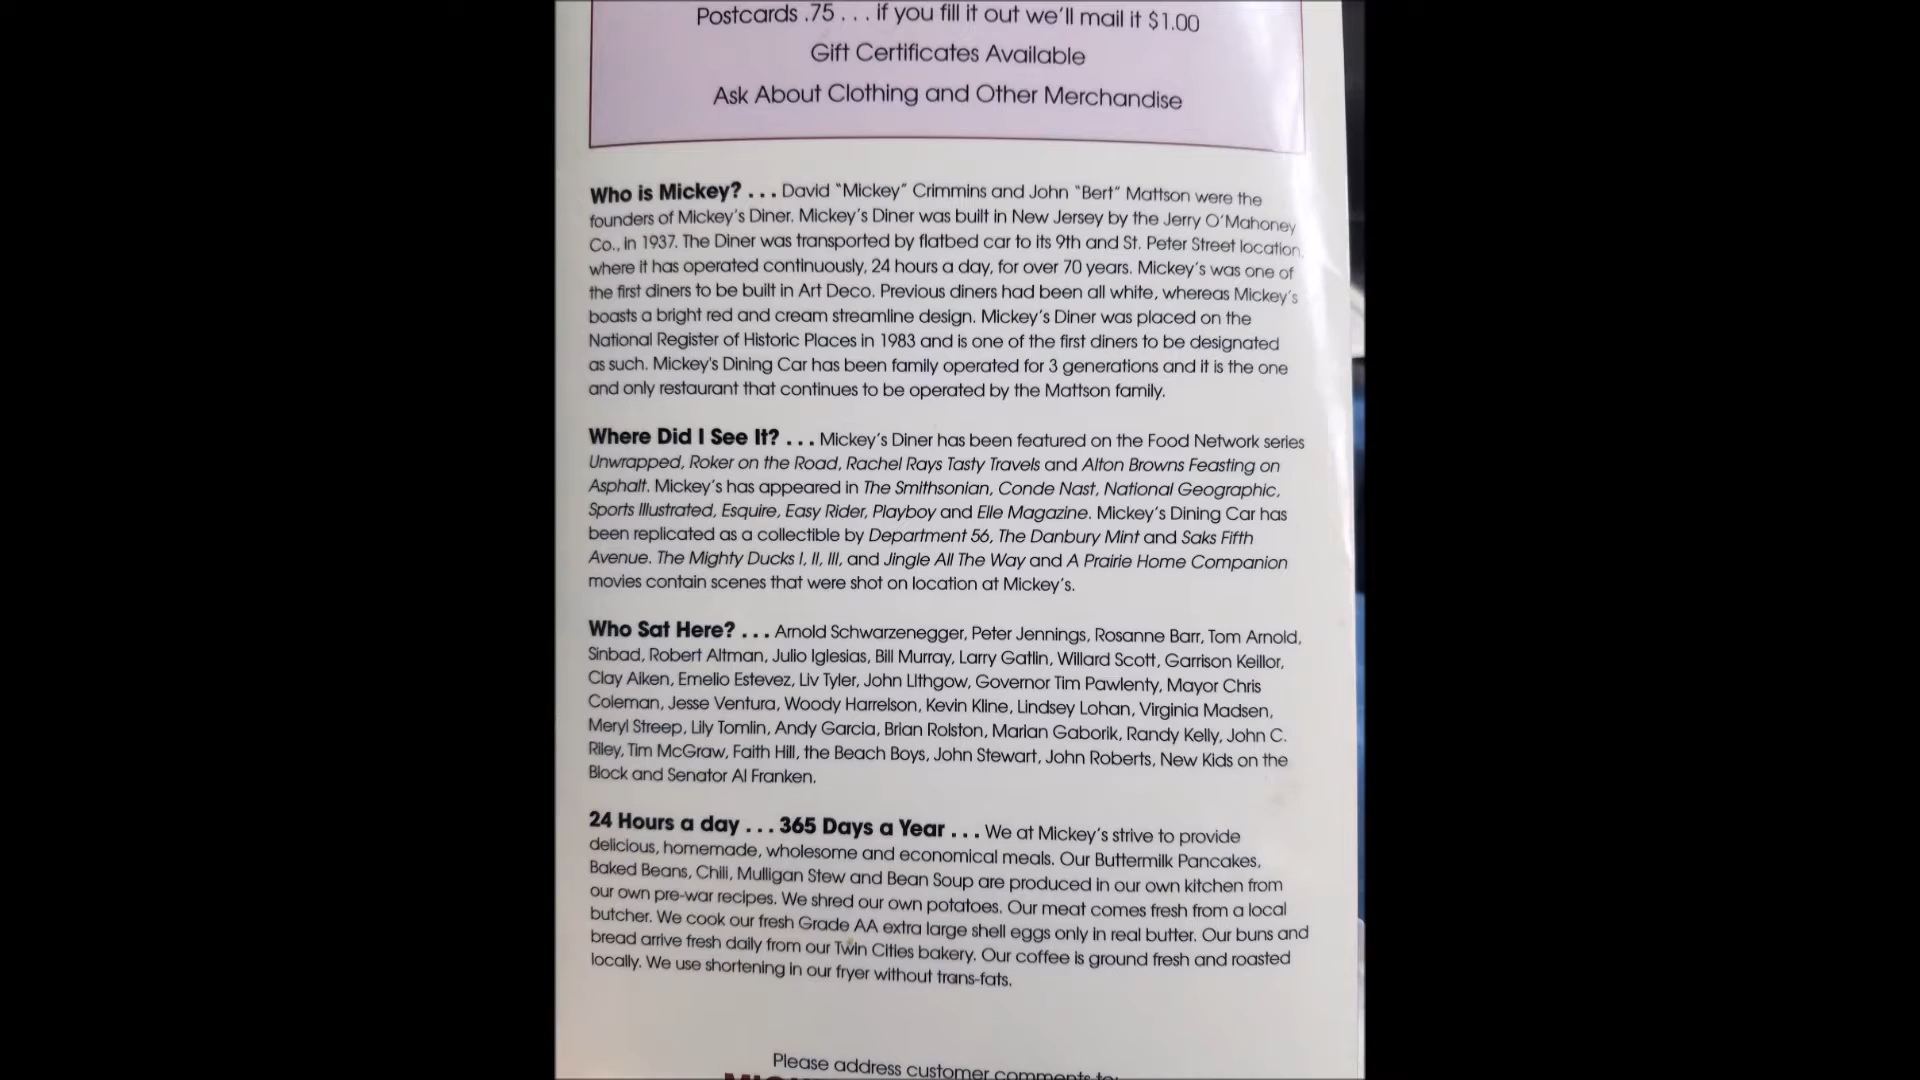 Postcards .75 . . . if you fill it out we'll mail it $1.00
Gift Certificates Available
Ask About Clothing and Other Merchandise
Who is Mickey? . . . David "Mickey" Crimmins and John "Bert" Mattson were the
founders of Mickey's Diner. Mickey's Diner was built in New Jersey by the Jerry O'Mahoney
Co., in 1937. The Diner was transported by flatbed car to its 9th and St. Peter Street location,
where it has operated continuously, 24 hours a day, for over 70 years. Mickey's was one of
the first diners to be built in Art Deco. Previous diners had been all white, whereas Mickey's
boasts a bright red and cream streamline design. Mickey's Diner was placed on the
National Register of Historic Places in 1983 and is one of the first diners to be designated
as such. Mickey's Dining Car has been family operated for 3 generations and it is the one
and only restaurant that continues to be operated by the Mattson family.
Where Did I See It? . . . Mickey's Diner has been featured on the Food Network series
Unwrapped, Roker on the Road, Rachel Rays Tasty Travels and Alton Browns Feasting on
Asphalt. Mickey's has appeared in The Smithsonian, Conde Nast, National Geographic,
Sports Illustrated, Esquire, Easy Rider, Playboy and Elle Magazine. Mickey's Dining Car has
been replicated as a collectible by Department 56, The Danbury Mint and Saks Fifth
Avenue. The Mighty Ducks I, II, III, and Jingle All The Way and A Prairie Home Companion
movies contain scenes that were shot on location at Mickey's.
Who Sat Here? . . . Arnold Schwarzenegger, Peter Jennings, Rosanne Barr, Tom Arnold,
Sinbad, Robert Altman, Julio Iglesias, Bill Murray, Larry Gatlin, Willard Scott, Garrison Keillor,
Clay Aiken, Emelio Estevez, Liv Tyler, John LIthgow, Governor Tim Pawlenty, Mayor Chris
Coleman, Jesse Ventura, Woody Harrelson, Kevin Kline, Lindsey Lohan, Virginia Madsen,
Meryl Streep, Lily Tomlin, Andy Garcia, Brian Rolston, Marian Gaborik, Randy Kelly, John C.
Riley, Tim McGraw, Faith Hill, the Beach Boys, John Stewart, John Roberts, New Kids on the
Block and Senator Al Franken.
24 Hours a day . . . 365 Days a Year . . . We at Mickey's strive to provide
delicious, homemade, wholesome and economical meals. Our Buttermilk Pancakes,
Baked Beans, Chili, Mulligan Stew and Bean Soup are produced in our own kitchen from
our own pre-war recipes. We shred our own potatoes. Our meat comes fresh from a local
butcher. We cook our fresh Grade AA extra large shell eggs only in real butter. Our buns and
bread arrive fresh daily from our Twin Cities bakery. Our coffee is ground fresh and roasted
locally. We use shortening in our fryer without trans-fats.
Please address customer comments to: